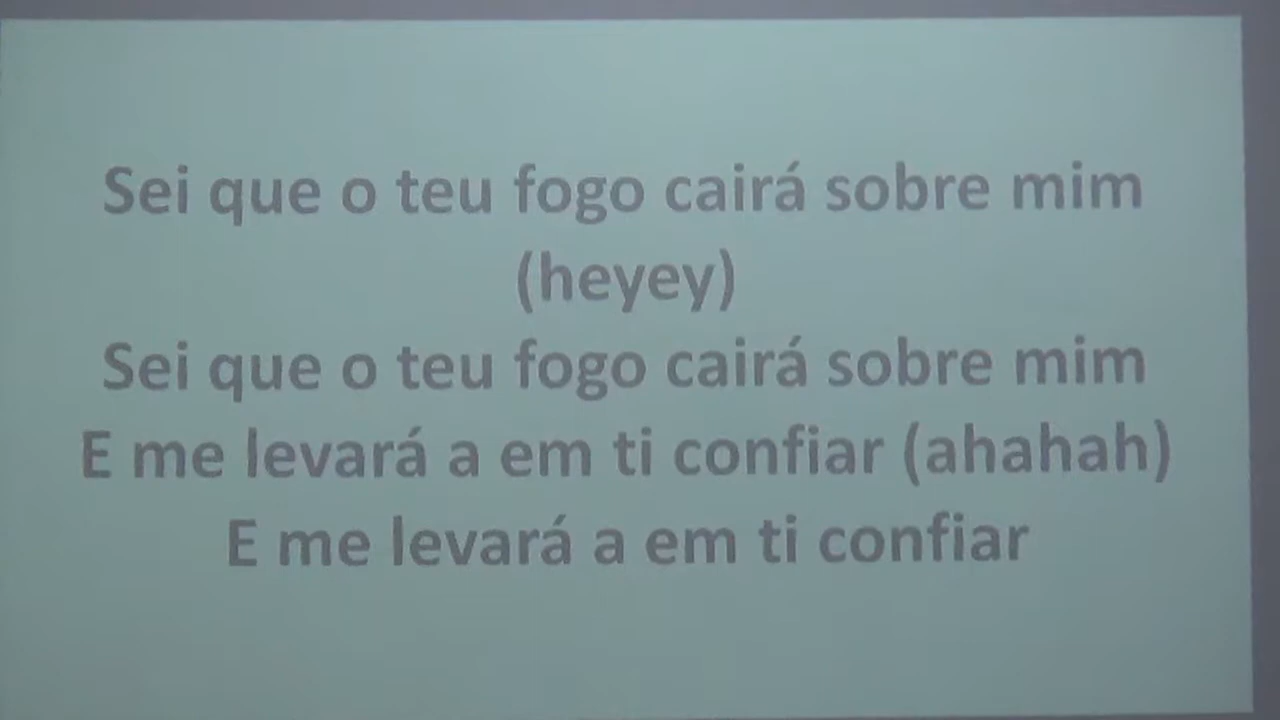 Sei que o teu fogo cairá sobre mim
(heyey)
Sei que o teu fogo cairá sobre mim
E me levará a em ti confiar (ahahah)
E me levará a em ti confiar